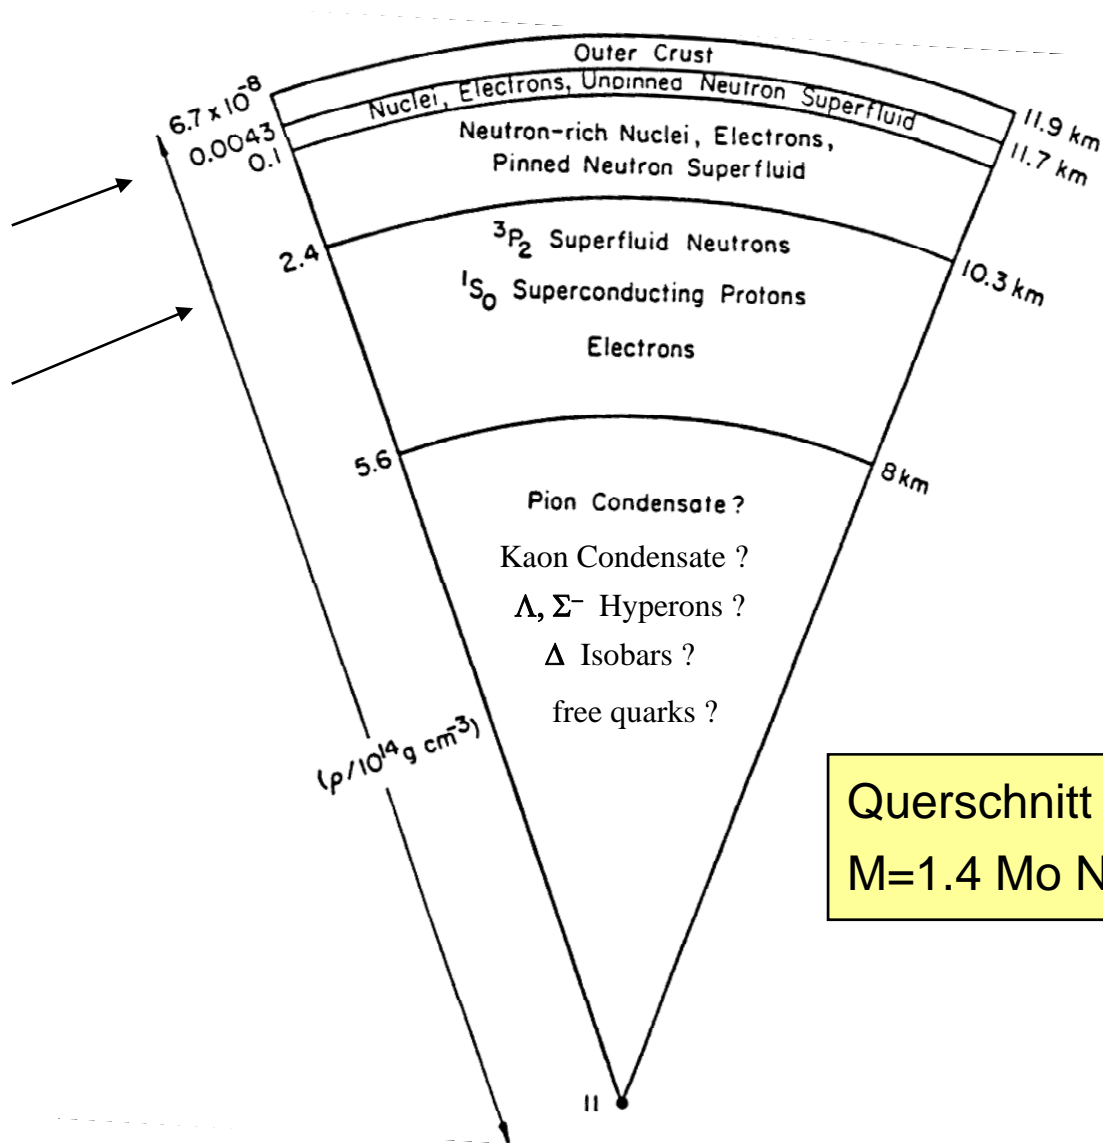 Outer Crust
Nuclei, Electrons, Unpinned Neutron Superfluid
Neutron-rich Nuclei, Electrons,
Pinned Neutron Superfluid
6.7 x 10⁻⁸
0.0043
0.1
11.9 km
11.7 km
³P₂ Superfluid Neutrons
¹S₀ Superconducting Protons
Electrons
2.4
10.3 km
5.6
8 km
Pion Condensate ?
Kaon Condensate ?
Λ, Σ⁻ Hyperons ?
Δ Isobars ?
free quarks ?
(ρ/10¹⁴ g cm⁻³)
Querschnitt
M=1.4 Mo N
11